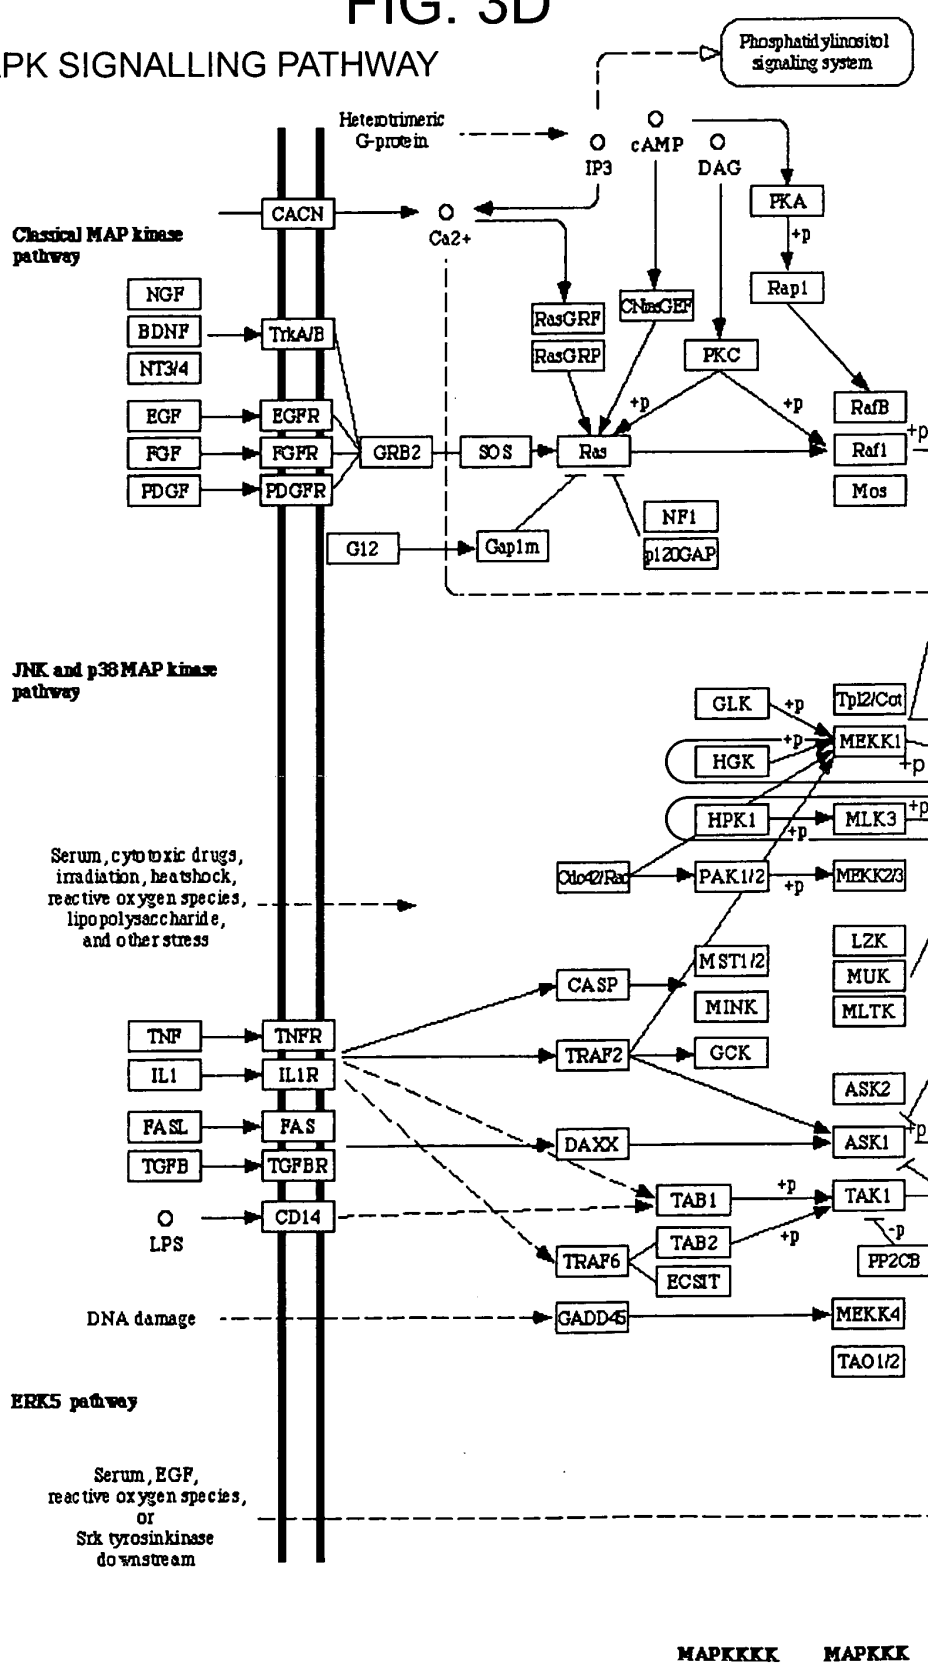 FIG. 3D
APK SIGNALLING PATHWAY
Phosphatidylinositol
signaling system
Heterotrimeric
G-protein
IP3
cAMP
DAG
PKA
CACN
Ca2+
+p
Classical MAP kinase
pathway
NGF
Rap1
RasGRF
CNrasGEF
BDNF
TrkA/B
RasGRP
PKC
NT3/4
+p
+p
RafB
EGF
EGFR
+p
FGF
FGFR
GRB2
SOS
Ras
Raf1
PDGF
PDGFR
Mos
NF1
G12
Gap1m
p120GAP
JNK and p38 MAP kinase
pathway
GLK
+p
Tpl2/Cot
+p
MEKK1
HGK
+p
HPK1
MLK3
+p
+p
Serum, cytotoxic drugs,
irradiation, heatshock,
reactive oxygen species,
lipopolysaccharide,
and other stress
Cdc42/Rac
PAK1/2
+p
MEKK2/3
LZK
MST1/2
MUK
CASP
MINK
MLTK
TNF
TNFR
TRAF2
GCK
IL1
IL1R
ASK2
FASL
FAS
+p
DAXX
ASK1
TGFB
TGFBR
+p
TAB1
TAK1
LPS
CD14
-p
TAB2
+p
TRAF6
PP2CB
ECSIT
DNA damage
GADD45
MEKK4
TAO1/2
ERK5 pathway
Serum, EGF,
reactive oxygen species,
or
Srk tyrosinkinase
downstream
MAPKKKK
MAPKKK